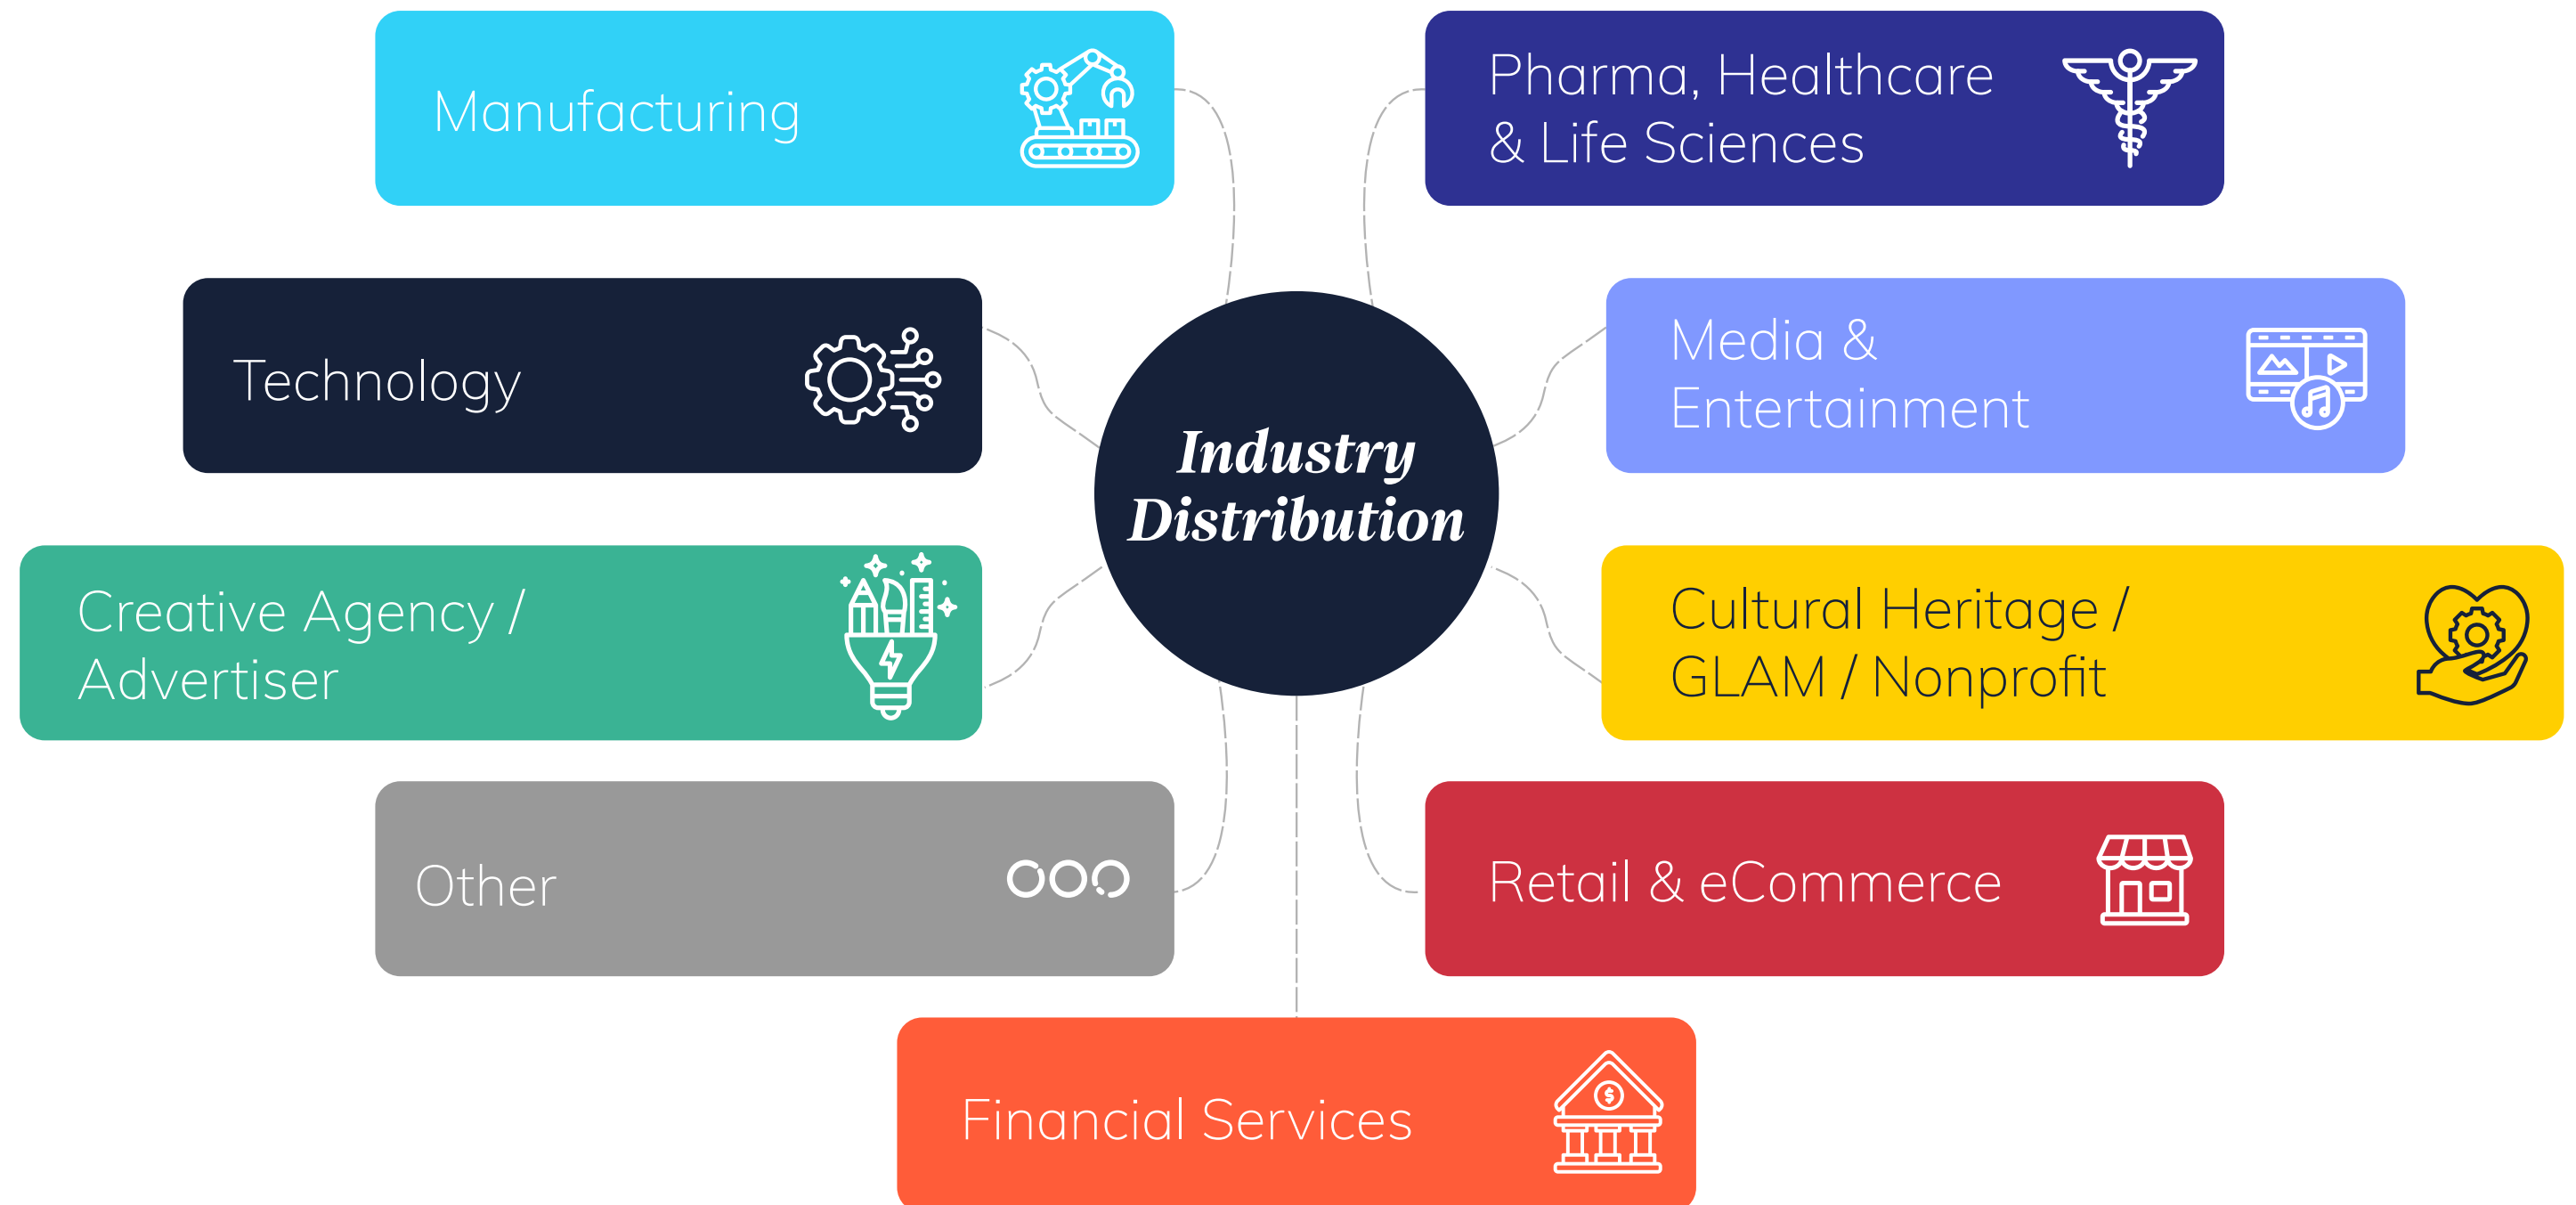 Manufacturing
Pharma, Healthcare
& Life Sciences
Technology
Media &
Entertainment
Industry
Distribution
Creative Agency /
Advertiser
Cultural Heritage /
GLAM / Nonprofit
Other
Retail & eCommerce
Financial Services
$